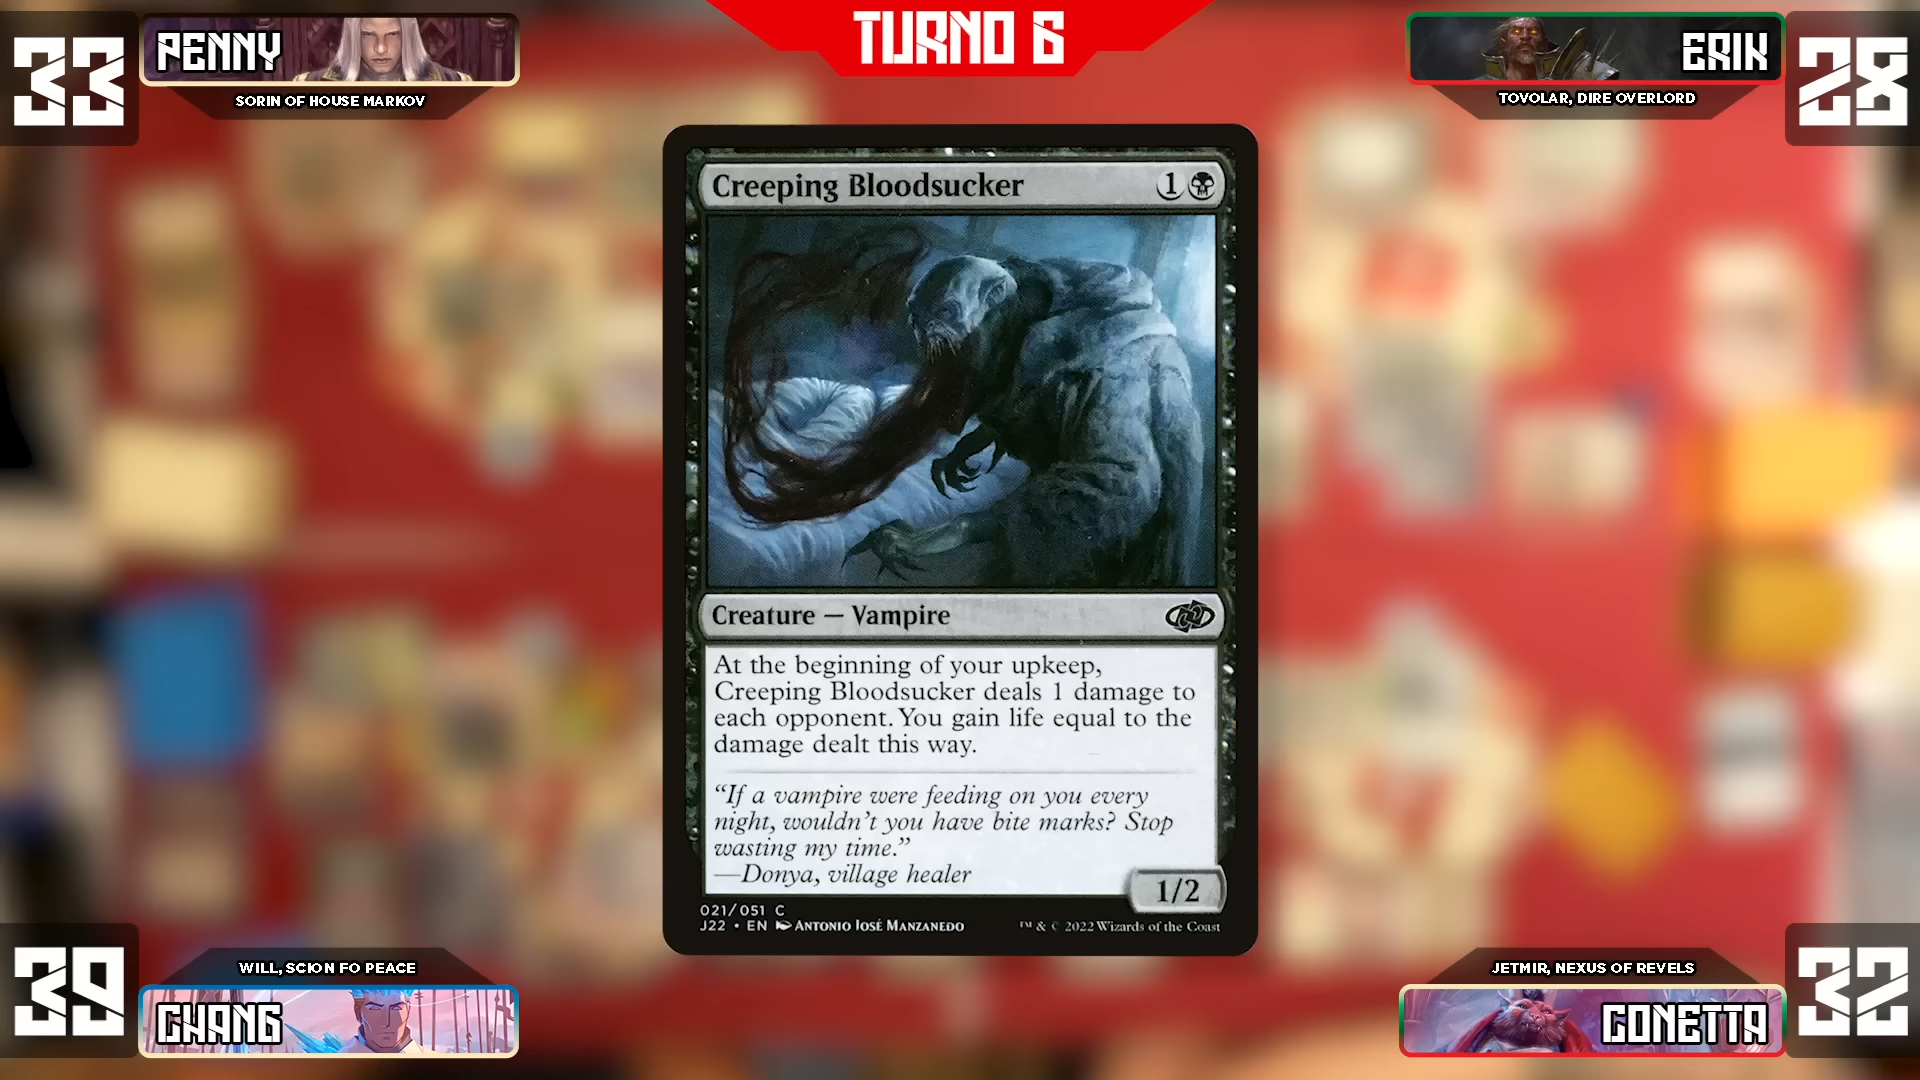 33
PENNY
SORIN OF HOUSE MARKOV
TURNO 6
ERIK
28
TOVOLAR, DIRE OVERLORD
Creeping Bloodsucker 1
Creature — Vampire
At the beginning of your upkeep,
Creeping Bloodsucker deals 1 damage to
each opponent. You gain life equal to the
damage dealt this way.
“If a vampire were feeding on you every
night, wouldn’t you have bite marks? Stop
wasting my time.”
—Donya, village healer
1/2
021/051 C
J22 • EN ANTONIO JOSÉ MANZANEDO
™ & © 2022 Wizards of the Coast
39
WILL, SCION FO PEACE
CHANG
JETMIR, NEXUS OF REVELS
GONETTA
32